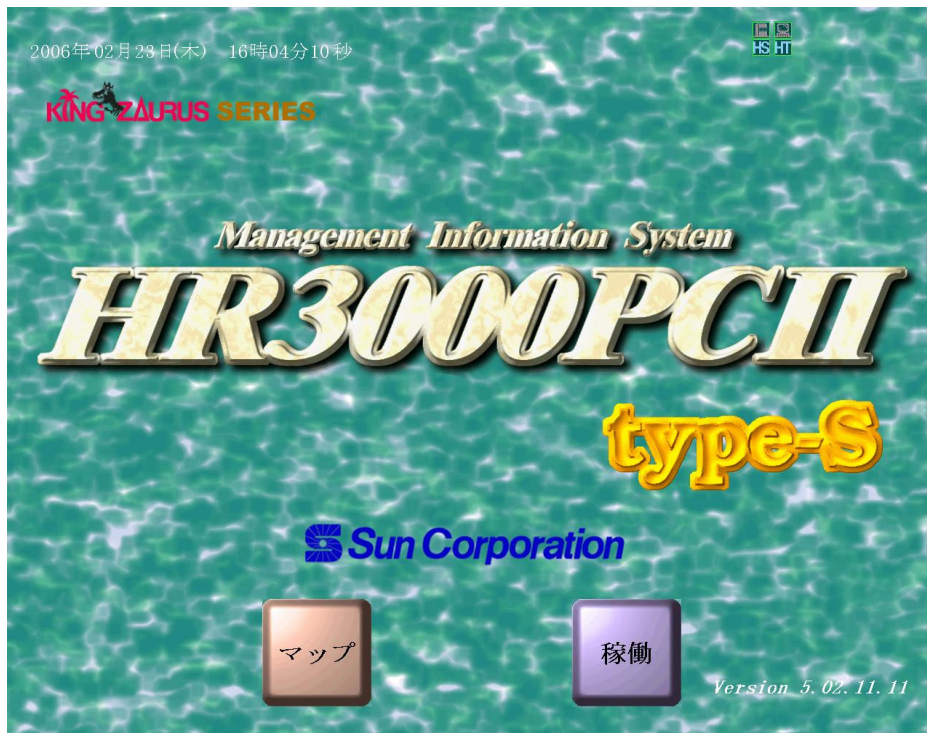 2006年02月23日(木) 16時04分10秒
HS HT
KING ZAURUS SERIES
Management Information System
HR3000PCII
type-S
Sun Corporation
マップ
稼働
Version 5.02.11.11